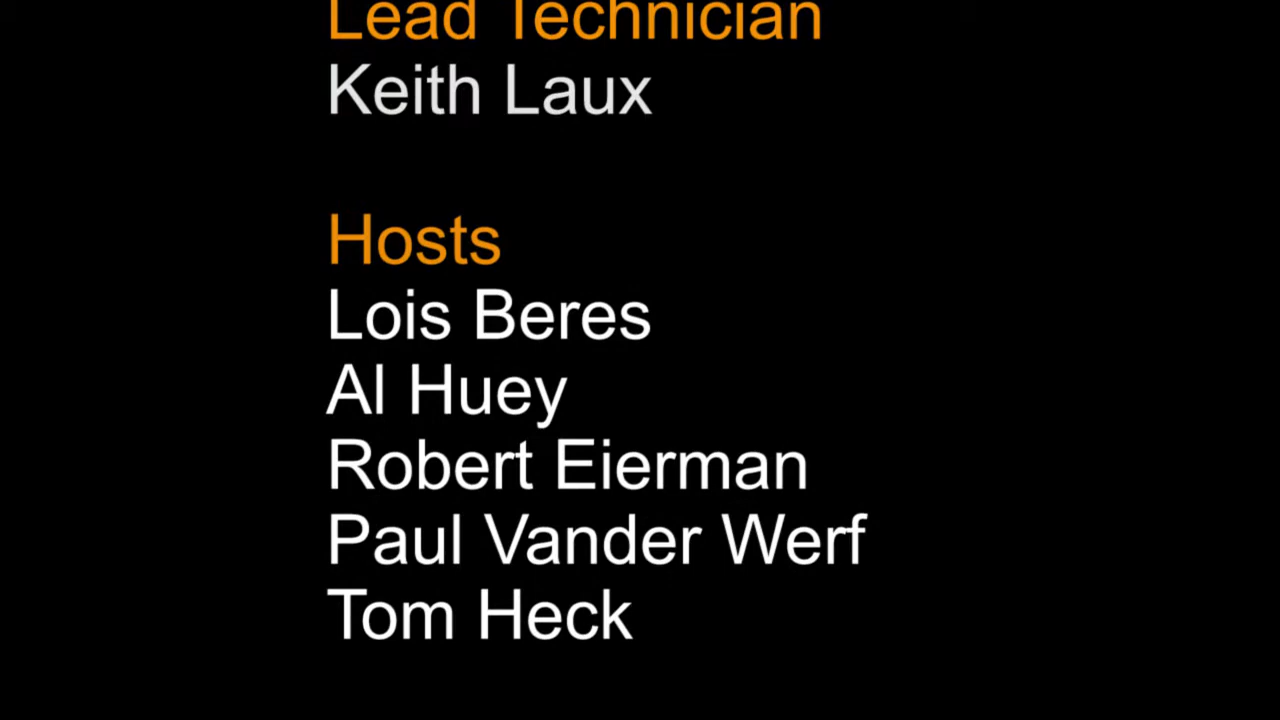 Lead Technician
Keith Laux
Hosts
Lois Beres
Al Huey
Robert Eierman
Paul Vander Werf
Tom Heck